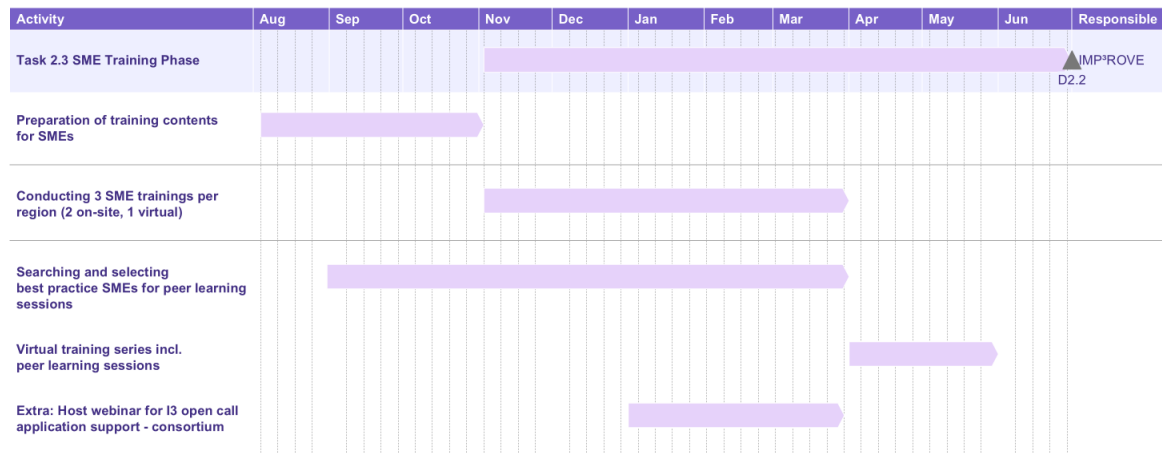 Activity Aug Sep Oct Nov Dec Jan Feb Mar Apr May Jun Responsible
Task 2.3 SME Training Phase IMP³ROVE
D2.2
Preparation of training contents
for SMEs
Conducting 3 SME trainings per
region (2 on-site, 1 virtual)
Searching and selecting
best practice SMEs for peer learning
sessions
Virtual training series incl.
peer learning sessions
Extra: Host webinar for I3 open call
application support - consortium